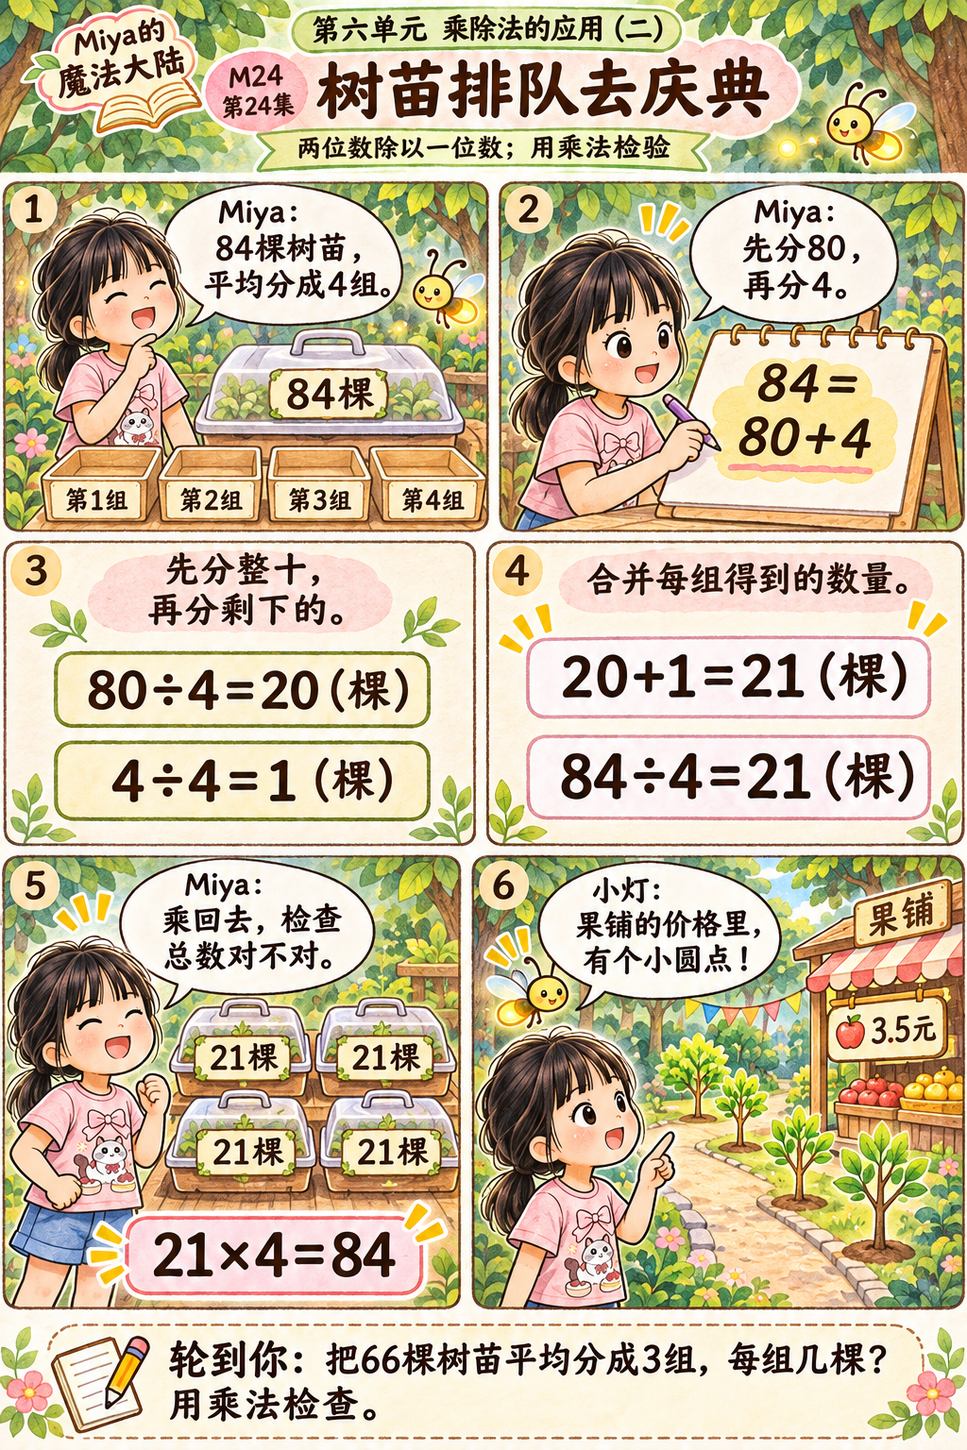 Miya的
魔法大陆
第六单元 乘除法的应用(二)
M24
第24集
树苗排队去庆典
两位数除以一位数；用乘法检验
1
Miya：
84棵树苗，
平均分成4组。
84棵
第1组
第2组
第3组
第4组
2
Miya：
先分80，
再分4。
84=
80+4
3
先分整十，
再分剩下的。
80÷4=20(棵)
4÷4=1(棵)
4
合并每组得到的数量。
20+1=21(棵)
84÷4=21(棵)
5
Miya：
乘回去，检查
总数对不对。
21棵
21棵
21棵
21棵
21×4=84
6
小灯：
果铺的价格里，
有个小圆点！
果铺
3.5元
轮到你：把66棵树苗平均分成3组，每组几棵？
用乘法检查。